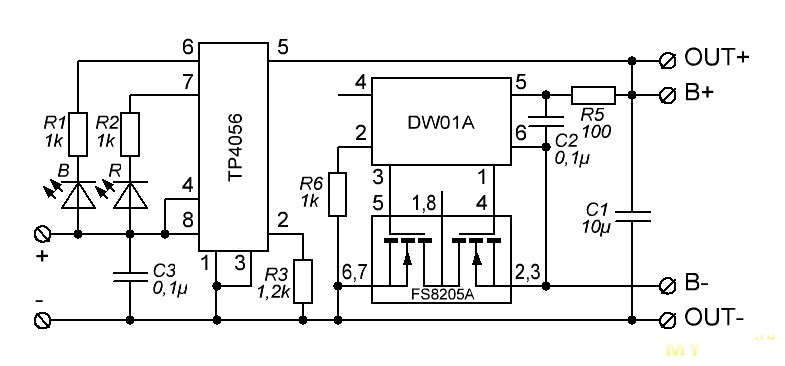 6
5
OUT+
7
R1
1k
R2
1k
TP4056
4
5
B+
DW01A
R5
100
2
6
C2
0,1µ
B
R
3
1
4
R6
1k
5
1,8
4
8
2
C1
10µ
+
1
3
C3
0,1µ
R3
1,2k
6,7
2,3
FS8205A
B-
-
OUT-
MY
.ru